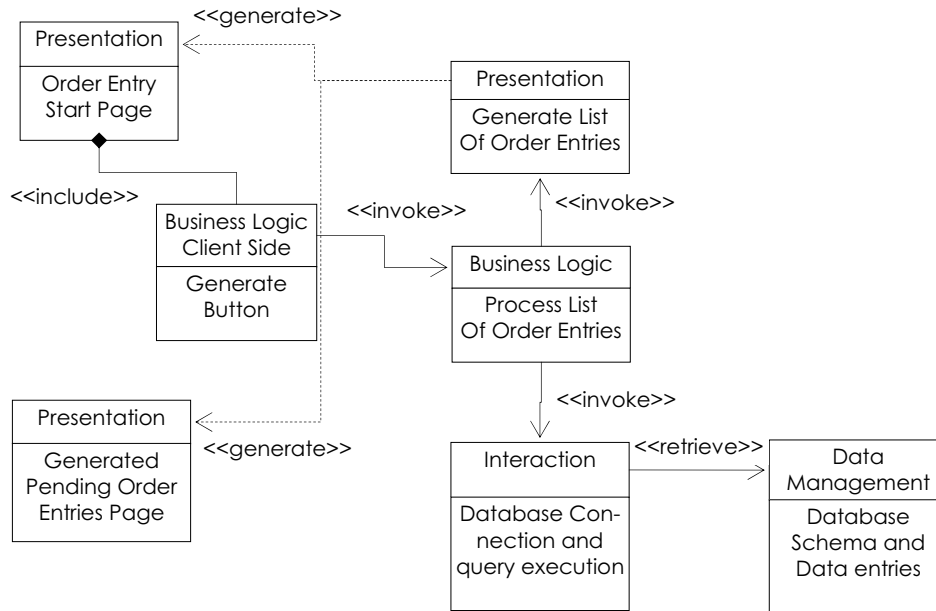 <<generate>>
Presentation
Order Entry
Start Page
Presentation
Generate List
Of Order Entries
<<include>>
Business Logic
Client Side
Generate
Button
<<invoke>>
<<invoke>>
Business Logic
Process List
Of Order Entries
<<invoke>>
Presentation
Generated
Pending Order
Entries Page
<<generate>>
Interaction
Database Con-
nection and
query execution
<<retrieve>>
Data
Management
Database
Schema and
Data entries